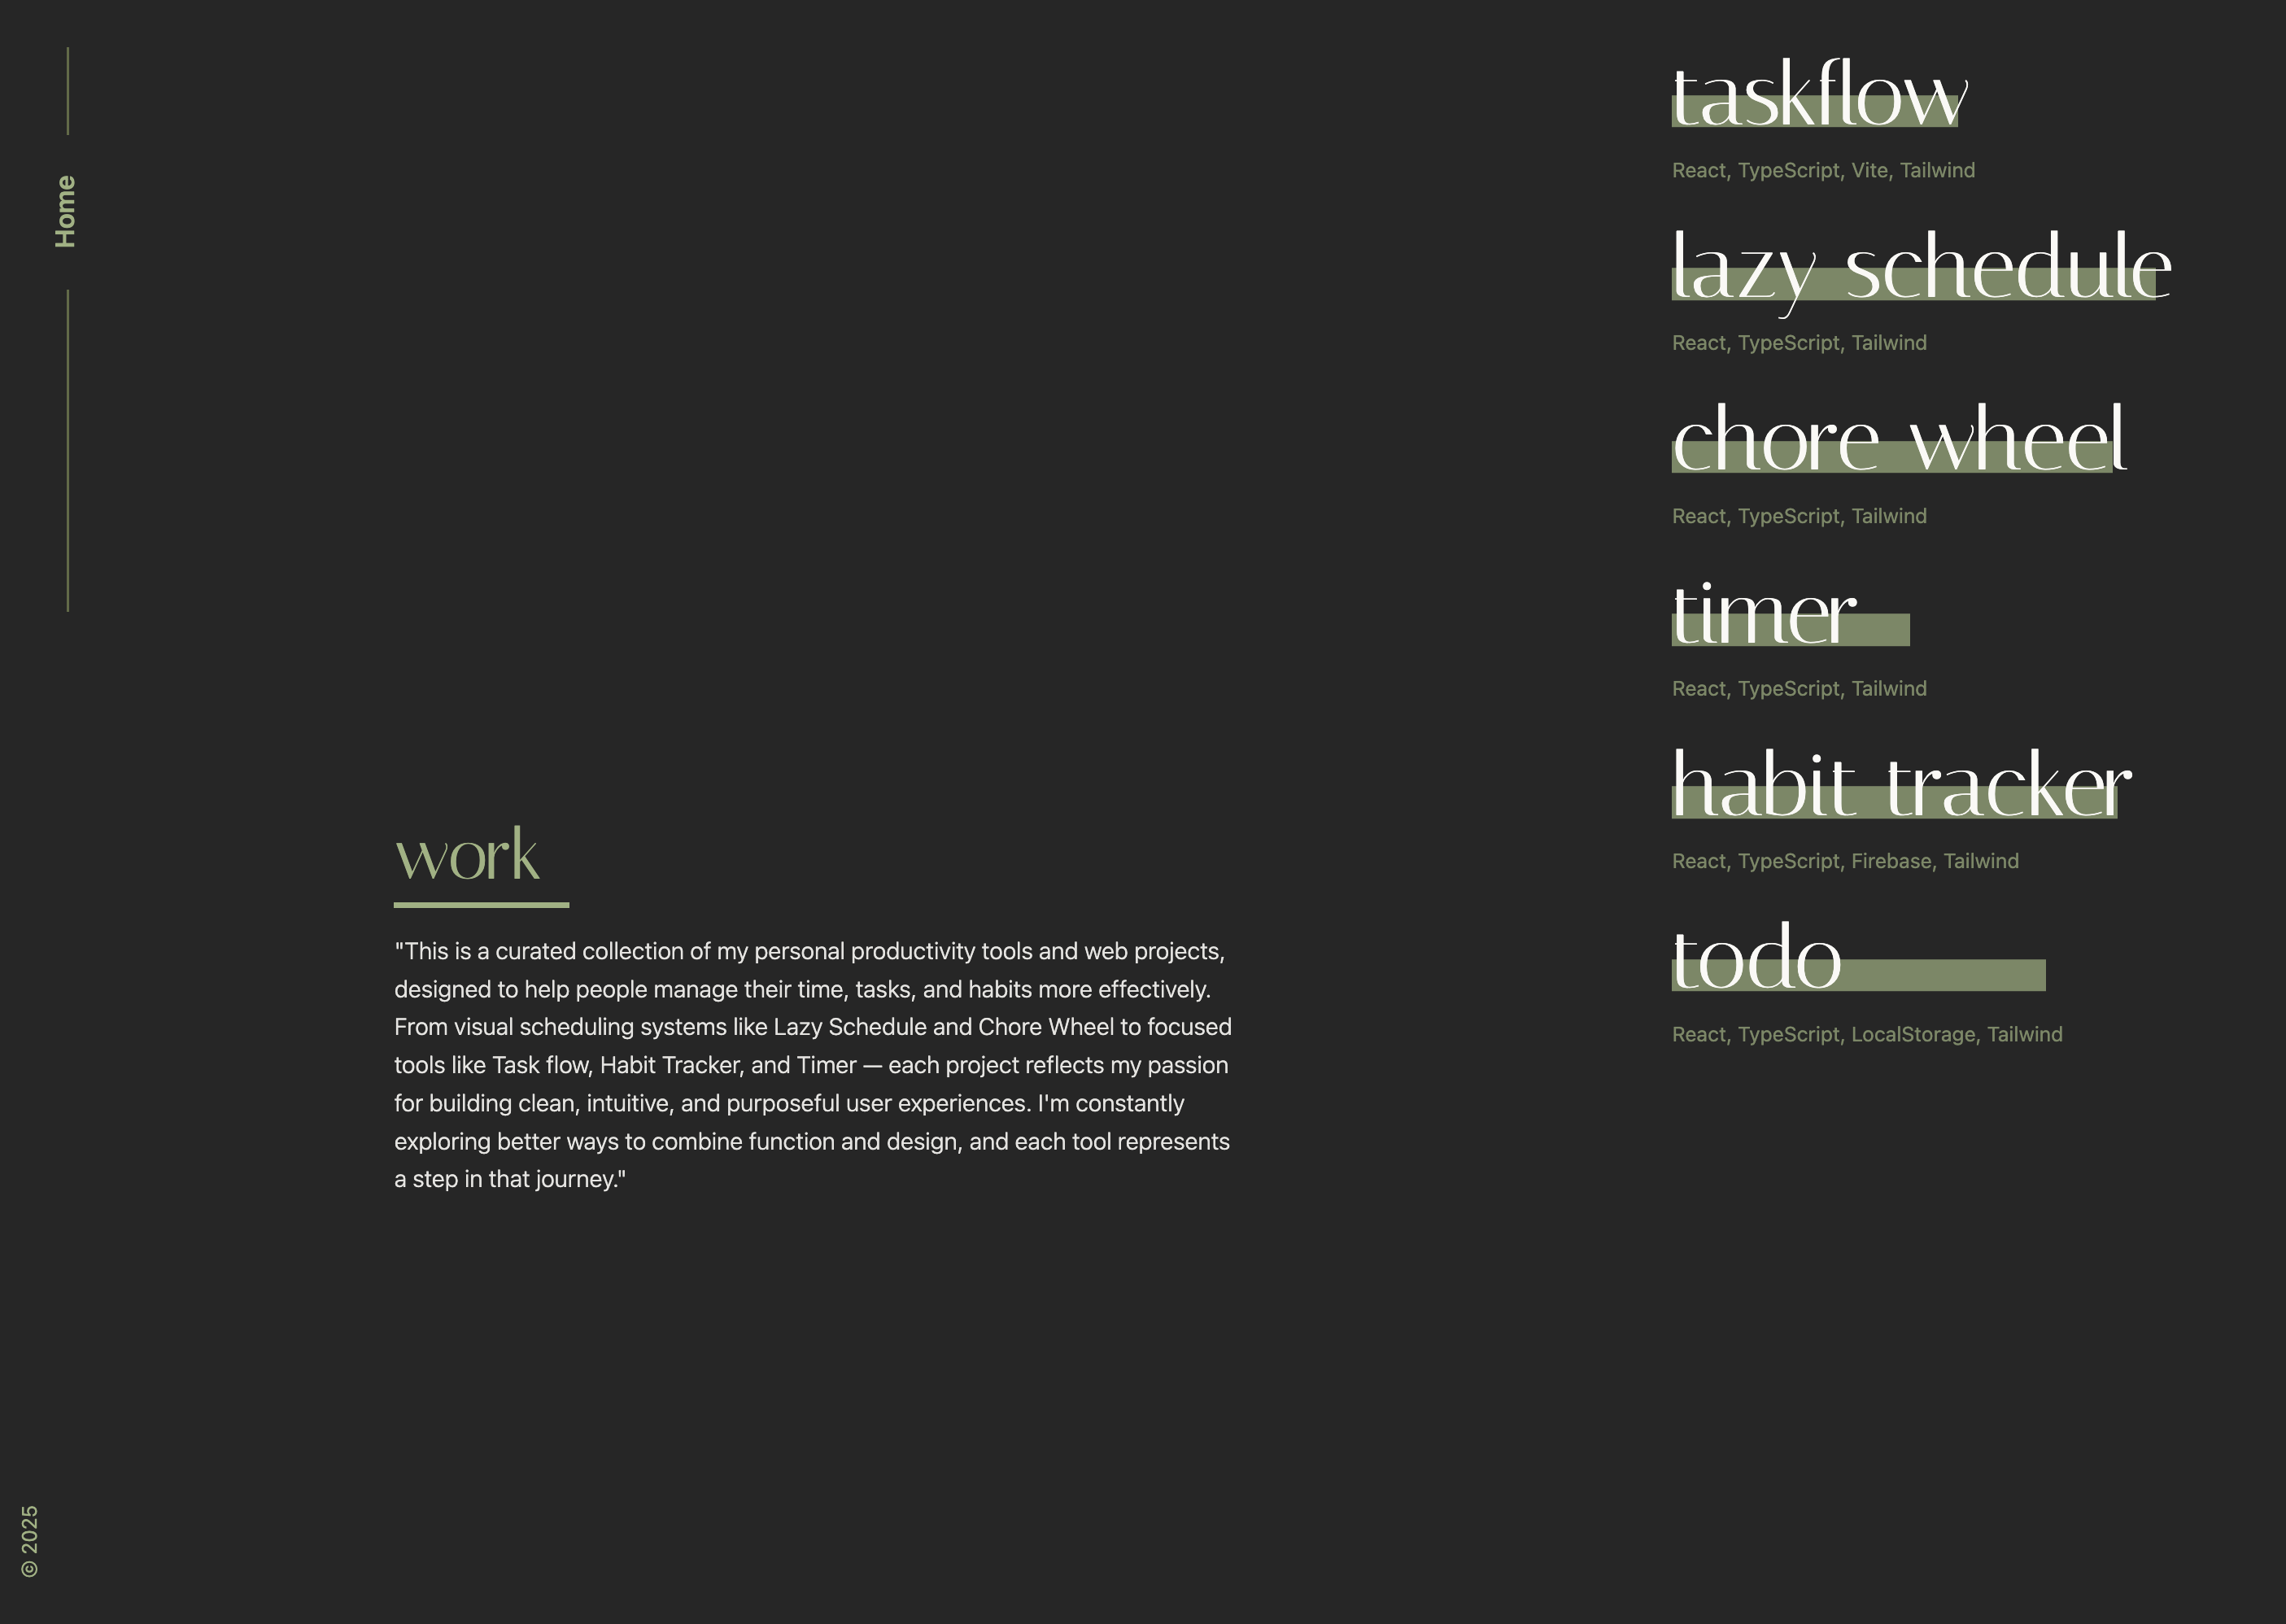 Home
© 2025
work
"This is a curated collection of my personal productivity tools and web projects,
designed to help people manage their time, tasks, and habits more effectively.
From visual scheduling systems like Lazy Schedule and Chore Wheel to focused
tools like Task flow, Habit Tracker, and Timer — each project reflects my passion
for building clean, intuitive, and purposeful user experiences. I'm constantly
exploring better ways to combine function and design, and each tool represents
a step in that journey."
taskflow
React, TypeScript, Vite, Tailwind
lazy schedule
React, TypeScript, Tailwind
chore wheel
React, TypeScript, Tailwind
timer
React, TypeScript, Tailwind
habit tracker
React, TypeScript, Firebase, Tailwind
todo
React, TypeScript, LocalStorage, Tailwind